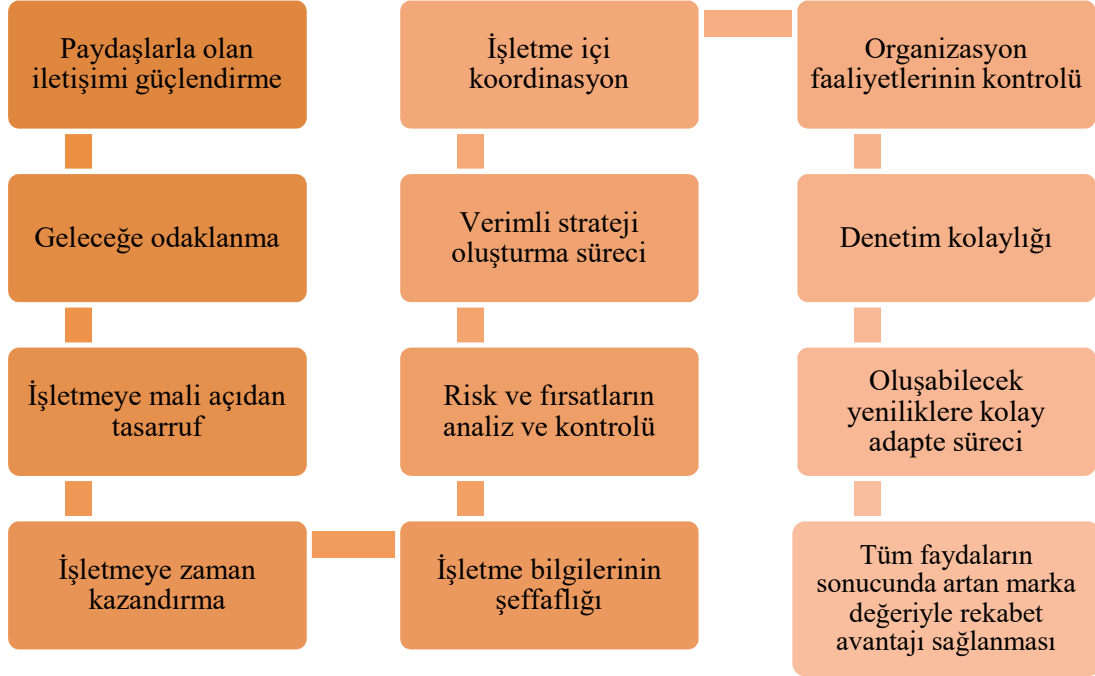 Paydaşlarla olan
iletişimi güçlendirme
Geleceğe odaklanma
İşletmeye mali açıdan
tasarruf
İşletmeye zaman
kazandırma
İşletme bilgilerinin
şeffaflığı
Risk ve fırsatların
analiz ve kontrolü
Verimli strateji
oluşturma süreci
İşletme içi
koordinasyon
Organizasyon
faaliyetlerinin kontrolü
Denetim kolaylığı
Oluşabilecek
yeniliklere kolay
adapte süreci
Tüm faydaların
sonucunda artan marka
değeriyle rekabet
avantajı sağlanması